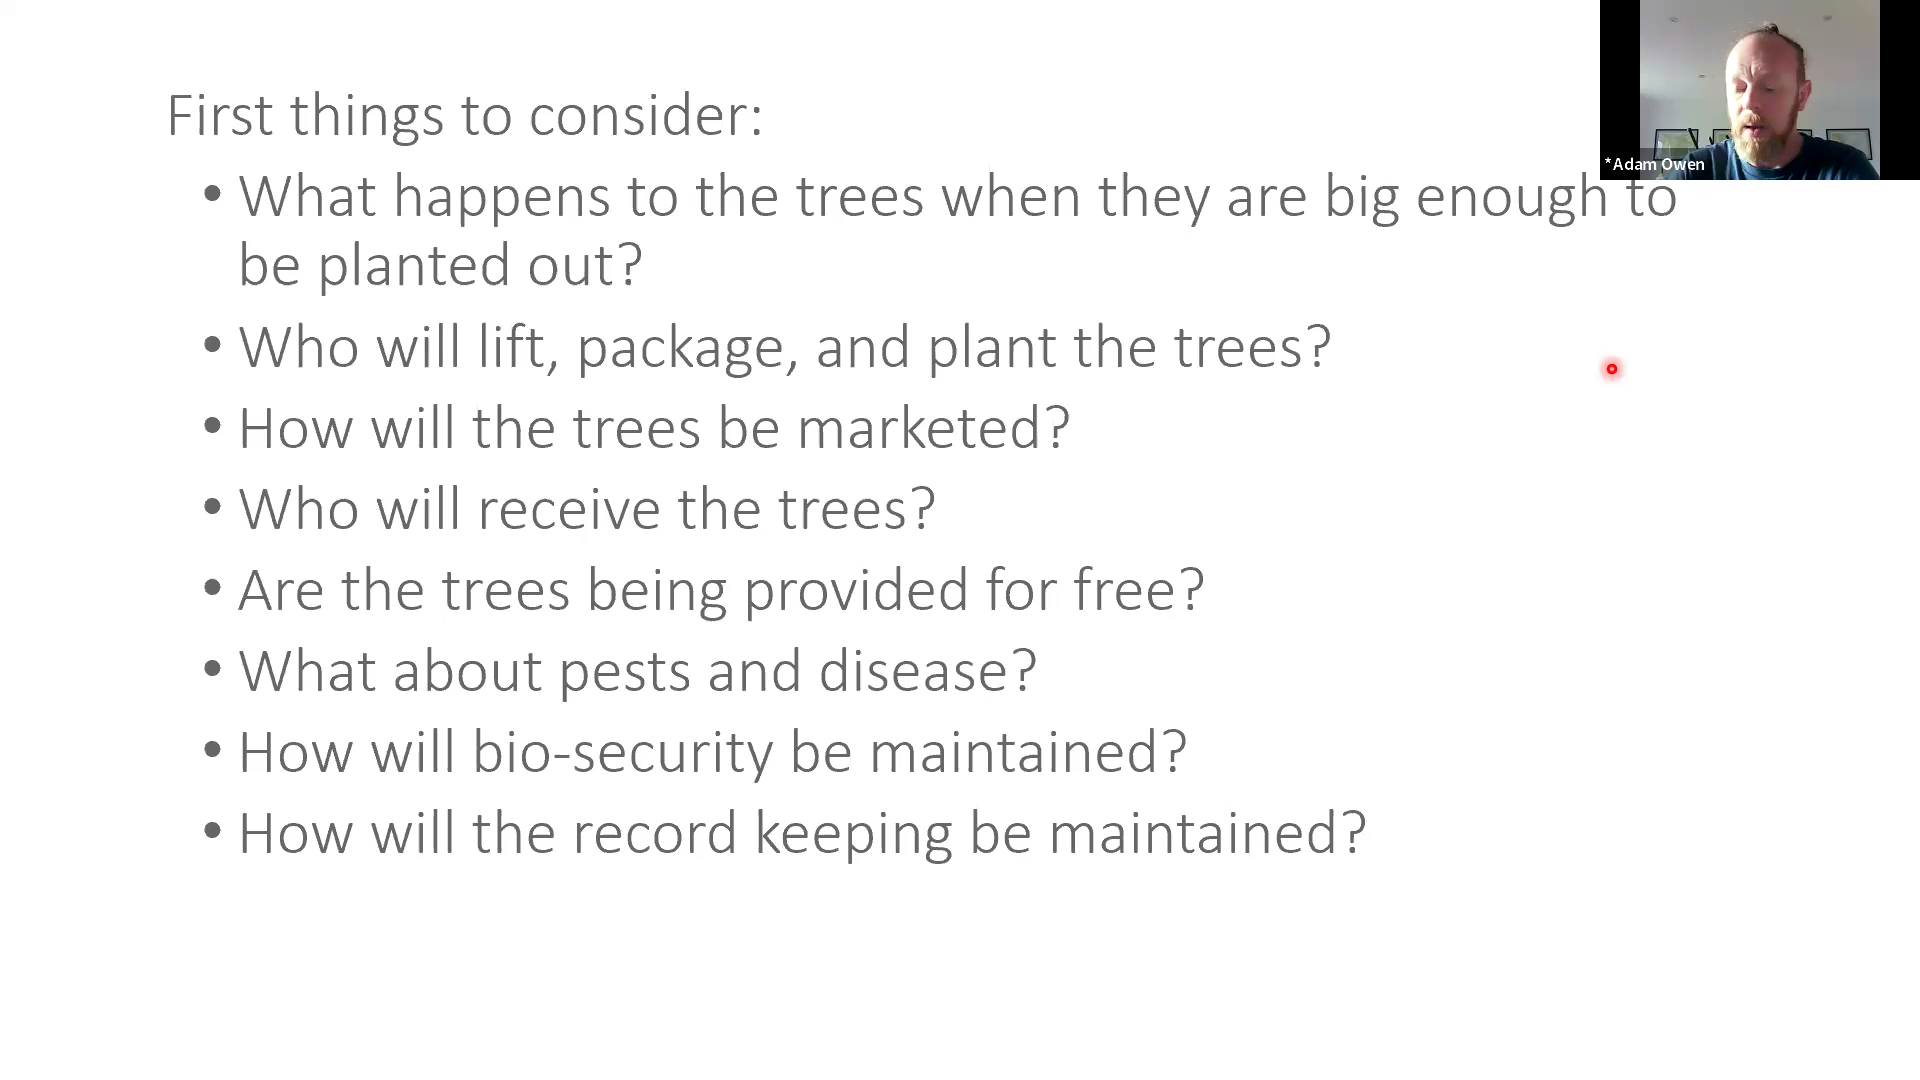 First things to consider:
• What happens to the trees when they are big enough to
be planted out?
• Who will lift, package, and plant the trees?
• How will the trees be marketed?
• Who will receive the trees?
• Are the trees being provided for free?
• What about pests and disease?
• How will bio-security be maintained?
• How will the record keeping be maintained?
*Adam Owen